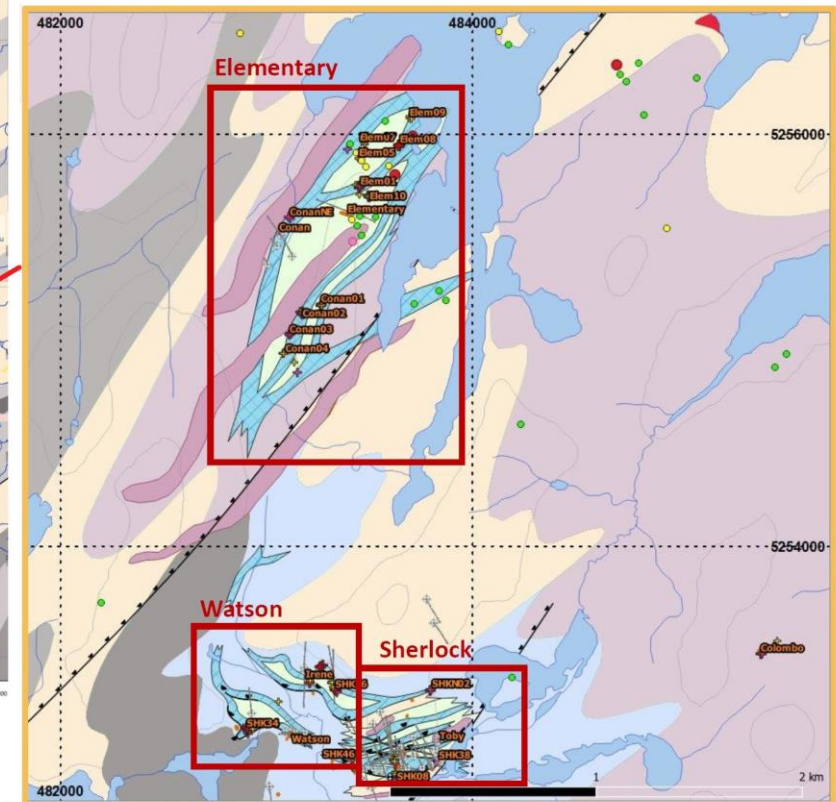 482000
484000
Elementary
Elem09
5256000
Elem07
Elem08
Elem05
Elem01
Elem10
ConanNE
Elementary
Conan
Conan01
Conan02
Conan03
Conan04
5254000
Watson
Sherlock
Colombo
Irene
SHKN02
SHK34
Watson
Toby
SHK46
SHK38
SHK08
482000
1
2 km